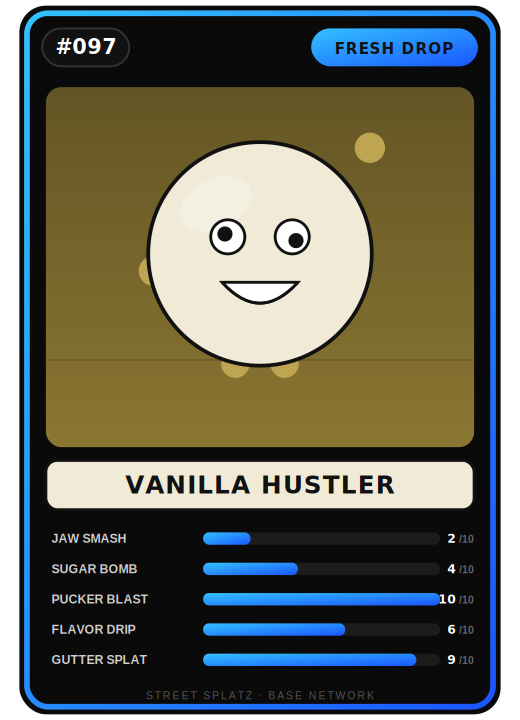 #097 FRESH DROP
VANILLA HUSTLER
JAW SMASH 2 /10
SUGAR BOMB 4 /10
PUCKER BLAST 10 /10
FLAVOR DRIP 6 /10
GUTTER SPLAT 9 /10
STREET SPLATZ · BASE NETWORK